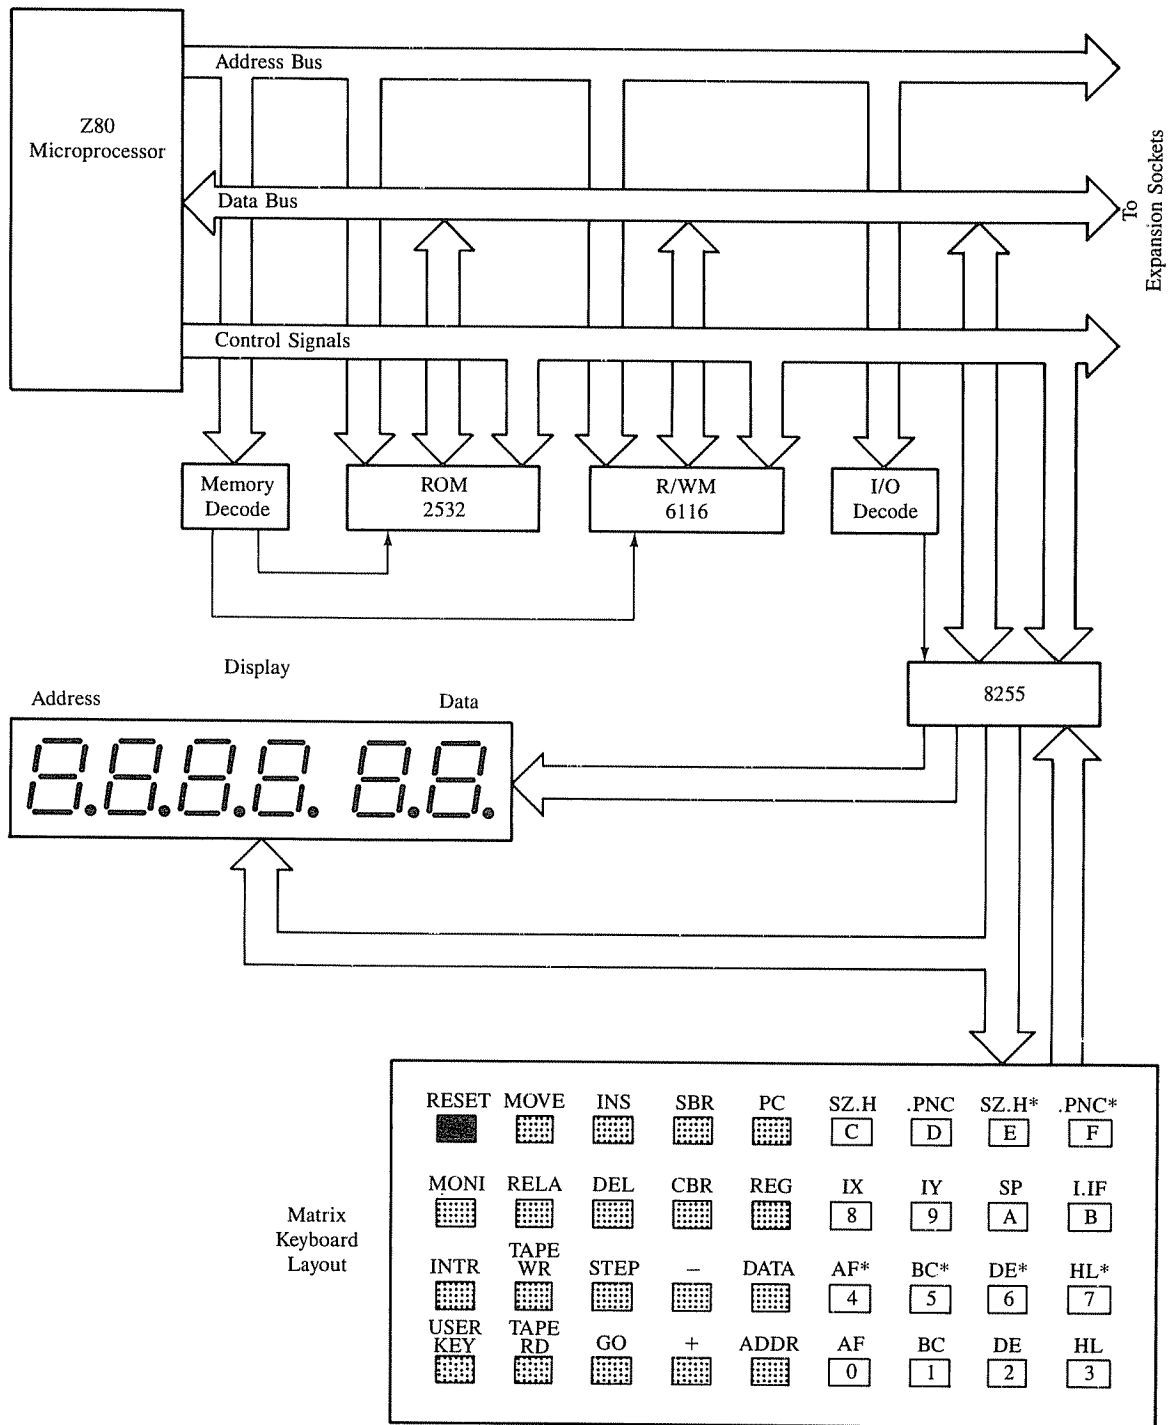 Address Bus
Z80
Microprocessor
Data Bus
To
Expansion Sockets
Control Signals
Memory
Decode
ROM
2532
R/WM
6116
I/O
Decode
Display
Address
Data
8255
Matrix
Keyboard
Layout
RESET MOVE INS SBR PC SZ.H .PNC SZ.H* .PNC*
C D E F
MONI RELA DEL CBR REG IX IY SP I.IF
8 9 A B
INTR TAPE WR STEP – DATA AF* BC* DE* HL*
4 5 6 7
USER KEY TAPE RD GO + ADDR AF BC DE HL
0 1 2 3